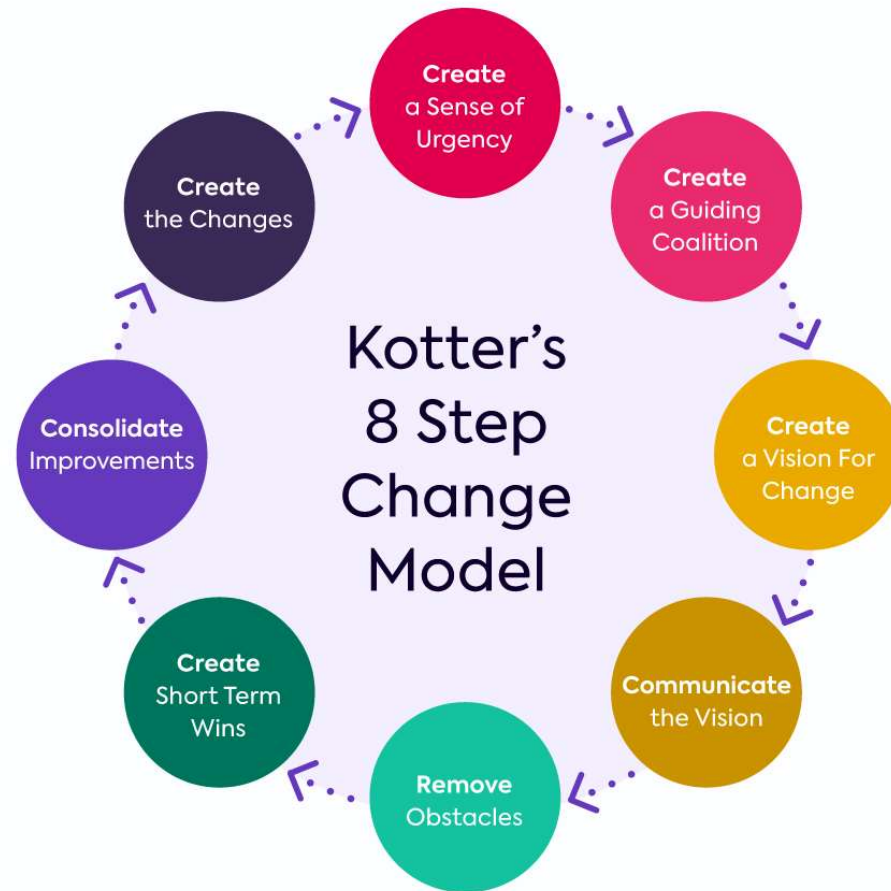 Kotter's
8 Step
Change
Model
Create
a Sense of
Urgency
Create
a Guiding
Coalition
Create
a Vision For
Change
Communicate
the Vision
Remove
Obstacles
Create
Short Term
Wins
Consolidate
Improvements
Create
the Changes